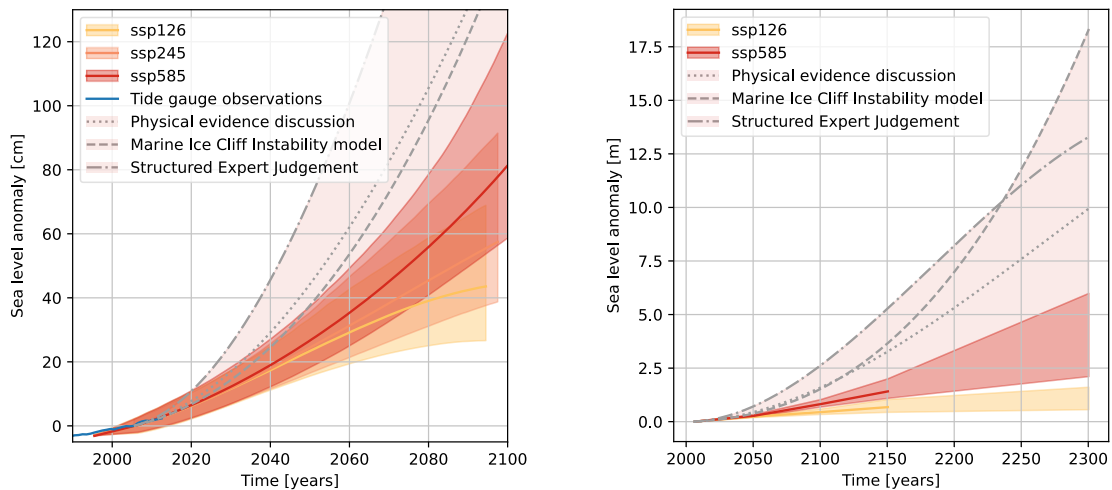 120
100
80
60
40
20
0
Sea level anomaly [cm]
ssp126
ssp245
ssp585
Tide gauge observations
Physical evidence discussion
Marine Ice Cliff Instability model
Structured Expert Judgement
2000
2020
2040
2060
2080
2100
Time [years]
17.5
15.0
12.5
10.0
7.5
5.0
2.5
0.0
Sea level anomaly [m]
ssp126
ssp585
Physical evidence discussion
Marine Ice Cliff Instability model
Structured Expert Judgement
2000
2050
2100
2150
2200
2250
2300
Time [years]